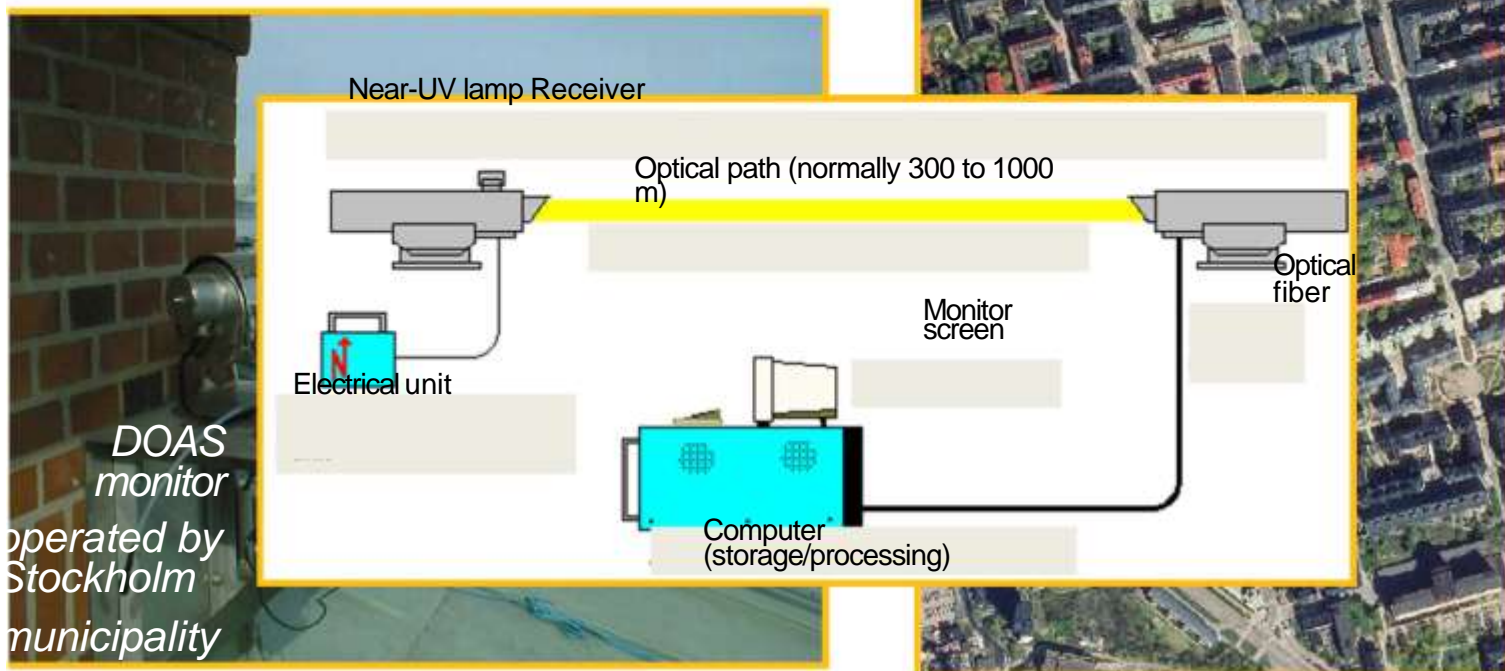 Near-UV lamp Receiver
Optical path (normally 300 to 1000
m)
Optical
fiber
Monitor
screen
N
Electrical unit
DOAS
monitor
operated by
Stockholm
municipality
Computer
(storage/processing)